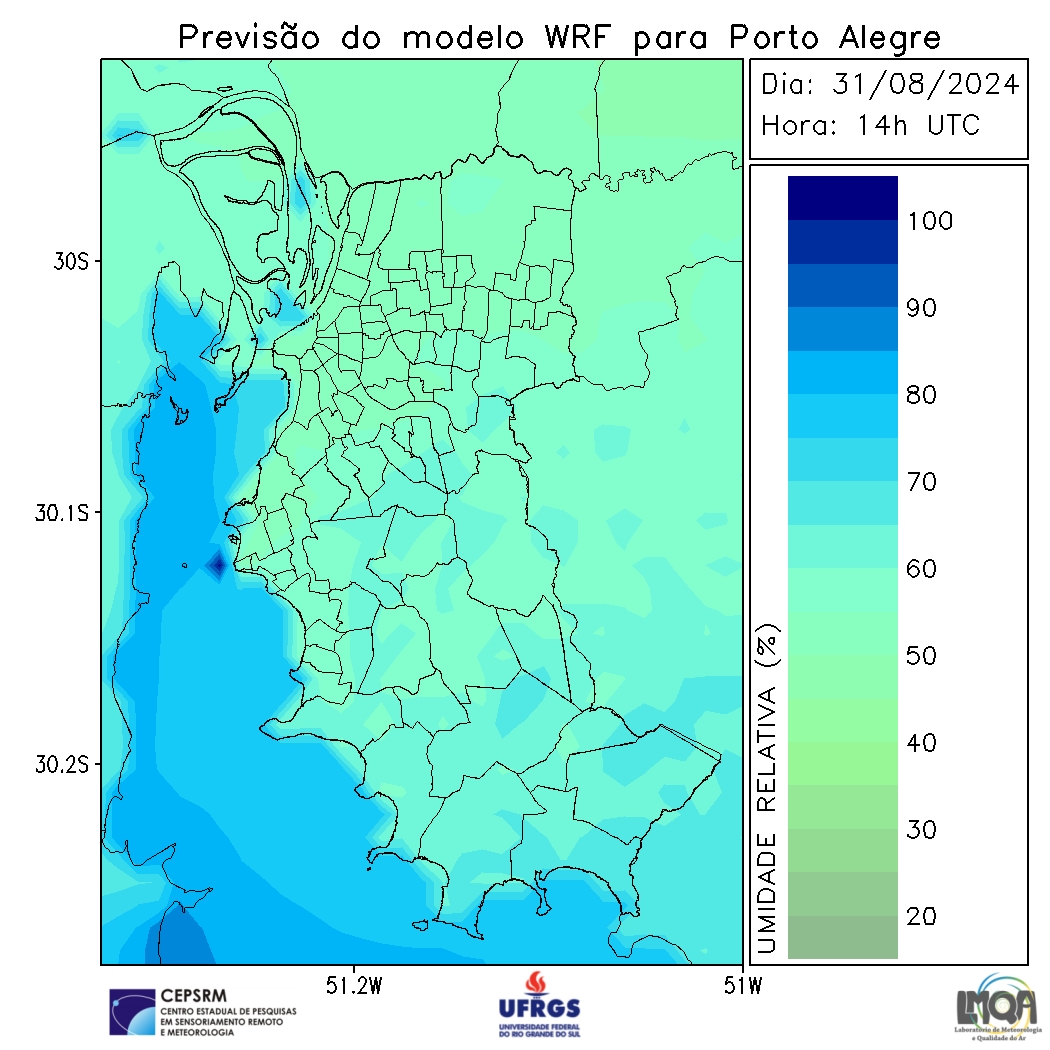 Previsão do modelo WRF para Porto Alegre
Dia: 31/08/2024
Hora: 14h UTC
30S
30.1S
30.2S
51.2W
51W
UMIDADE RELATIVA (%)
100
90
80
70
60
50
40
30
20
CEPSRM
CENTRO ESTADUAL DE PESQUISAS
EM SENSORIAMENTO REMOTO
E METEOROLOGIA
UFRGS
UNIVERSIDADE FEDERAL
DO RIO GRANDE DO SUL
LMQA
Laboratório de Meteorologia
e Qualidade do Ar